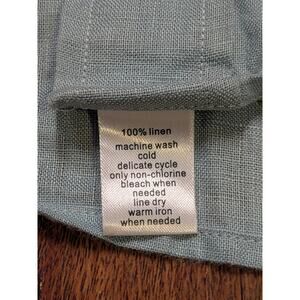 100% linen
machine wash
cold
delicate cycle
only non-chlorine
bleach when
needed
line dry
warm iron
when needed